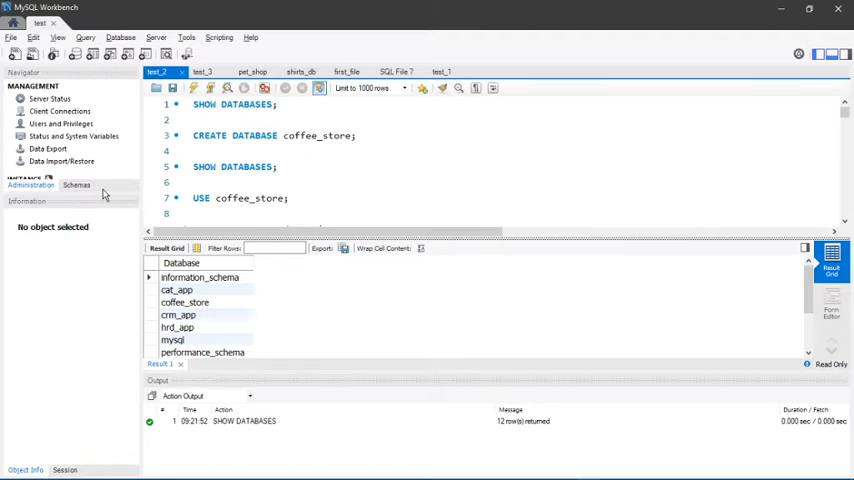 MySQL Workbench
test
File Edit View Query Database Server Tools Scripting Help
Navigator
MANAGEMENT
Server Status
Client Connections
Users and Privileges
Status and System Variables
Data Export
Data Import/Restore
INSTANCE
Administration Schemas
Information
No object selected
Object Info Session
test_2 test_3 pet_shop shirts_db first_file SQL File 7 test_1
Limit to 1000 rows
1 SHOW DATABASES;
2
3 CREATE DATABASE coffee_store;
4
5 SHOW DATABASES;
6
7 USE coffee_store;
8
Result Grid Filter Rows: Export: Wrap Cell Content:
Database
information_schema
cat_app
coffee_store
crm_app
hrd_app
mysql
performance_schema
Result Grid
Form Editor
Result 1 Read Only
Output
Action Output
# Time Action Message Duration / Fetch
1 09:21:52 SHOW DATABASES 12 row(s) returned 0.000 sec / 0.000 sec